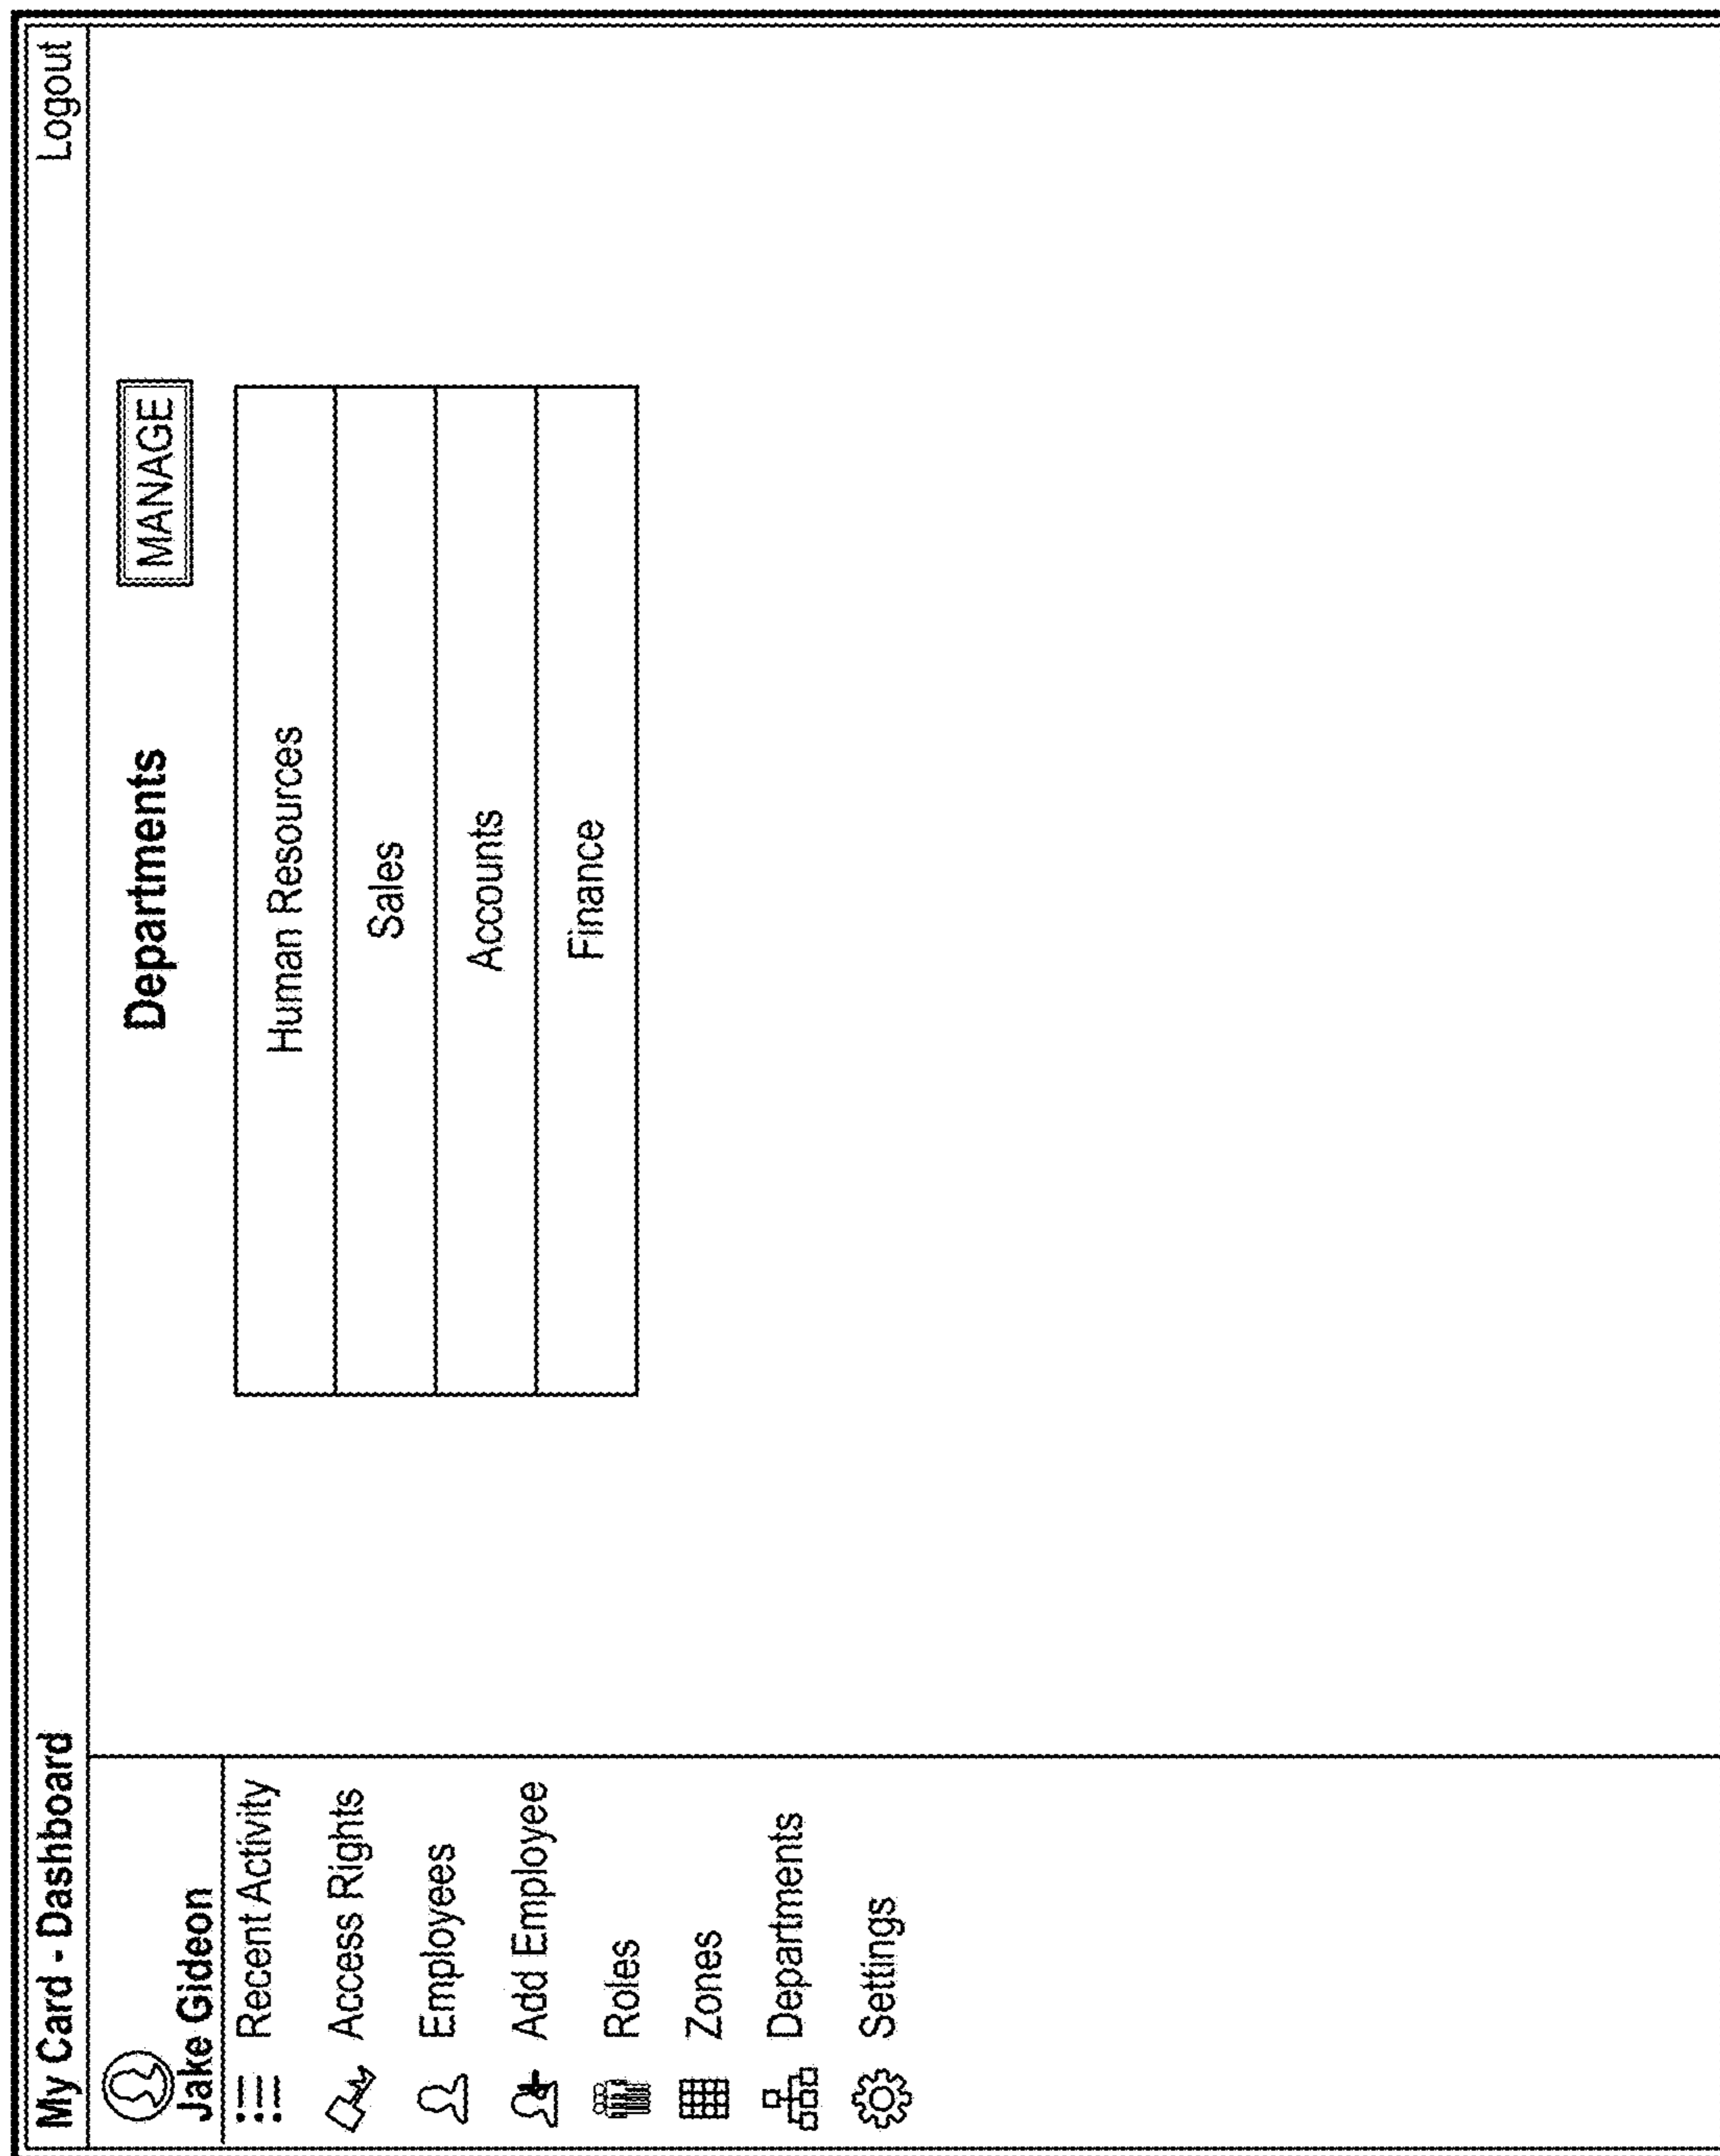 My Card - Dashboard
Logout
Jake Gideon
Recent Activity
Access Rights
Employees
Add Employee
Roles
Zones
Departments
Settings
Departments
MANAGE
Human Resources
Sales
Accounts
Finance